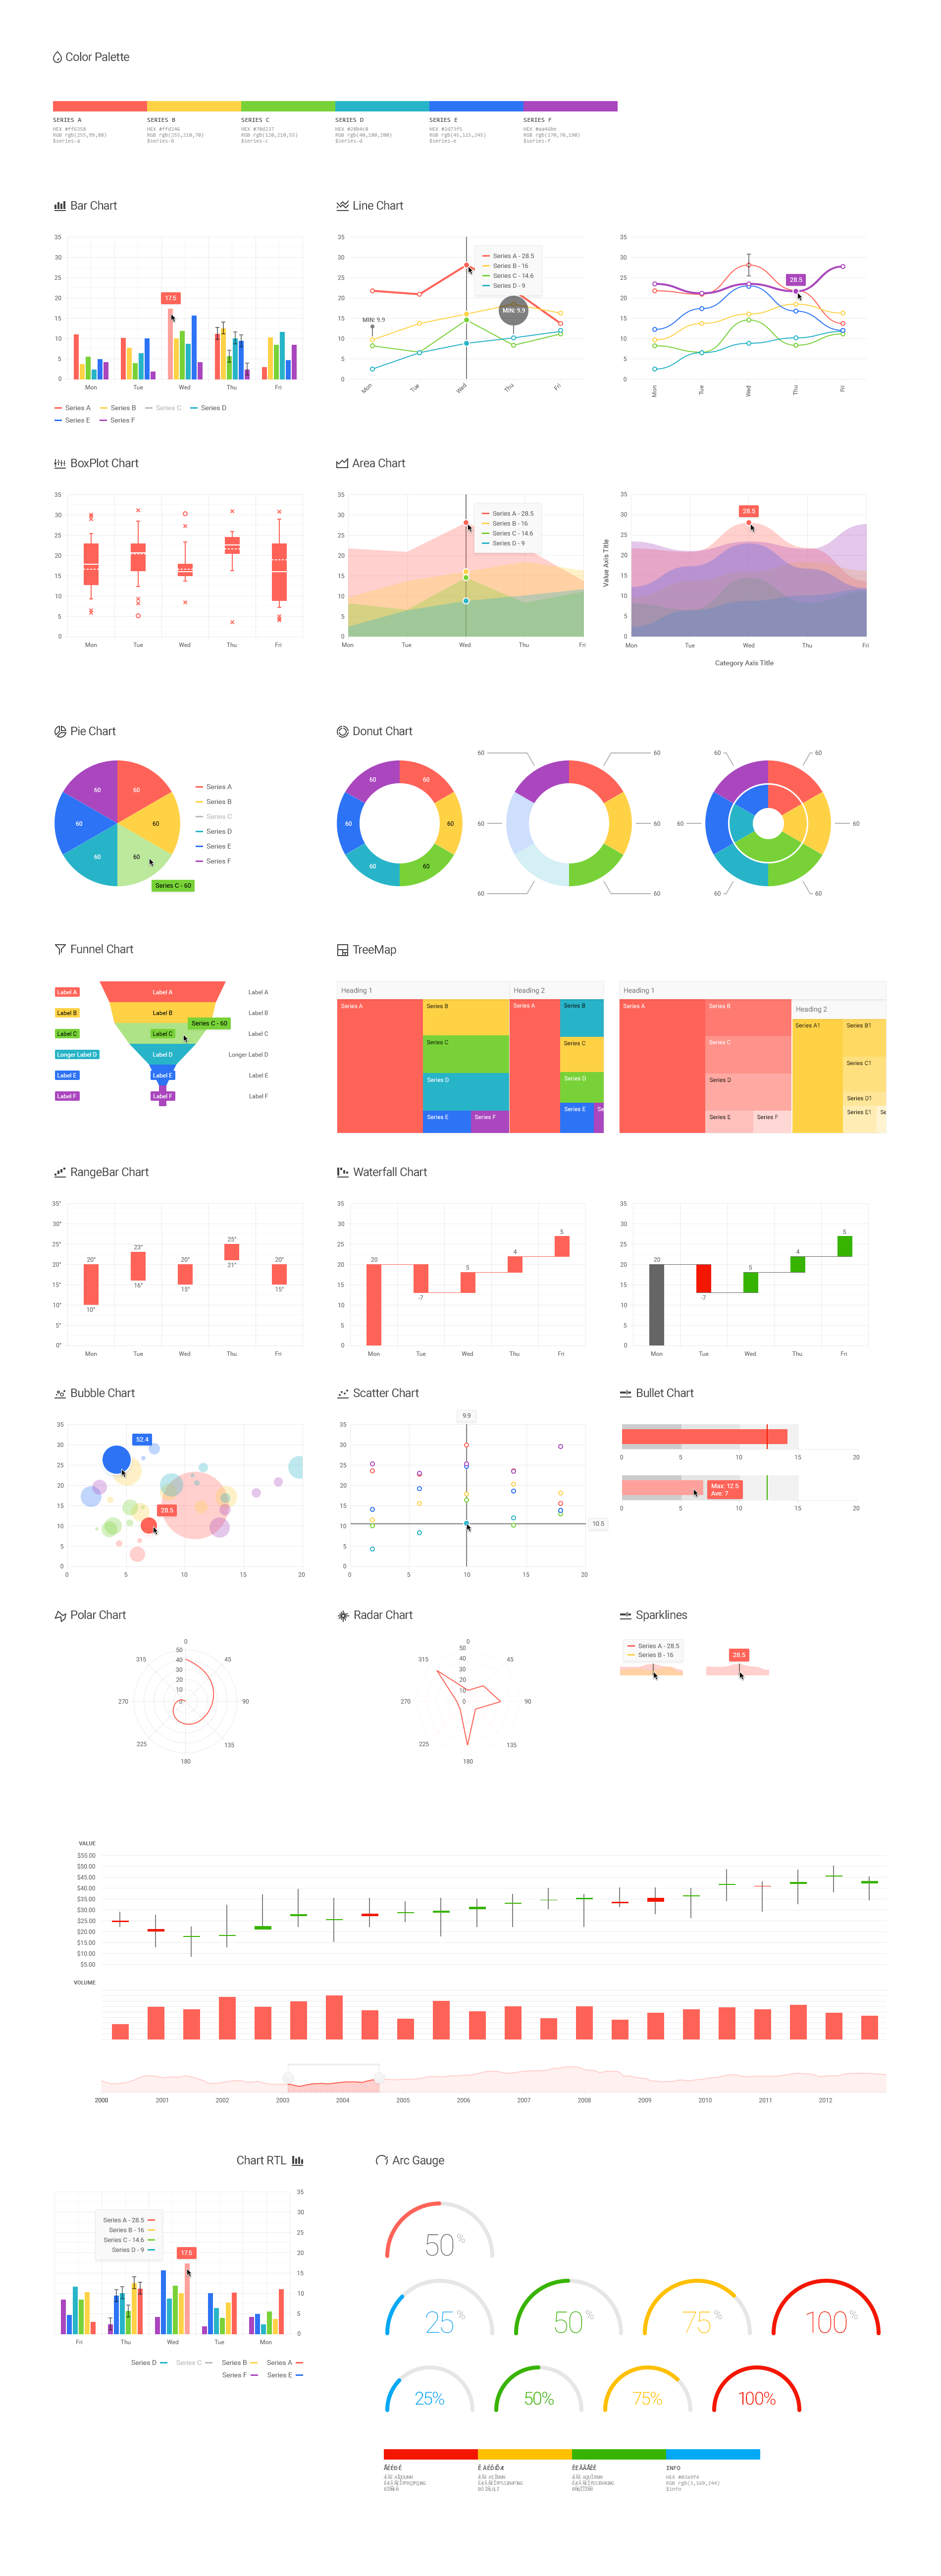 Color Palette
SERIES A SERIES B SERIES C SERIES D SERIES E SERIES F
HEX #ff6358 HEX #ffd246 HEX #78d237 HEX #28b4c8 HEX #2d73f5 HEX #aa46be
RGB rgb(255,99,88) RGB rgb(255,210,70) RGB rgb(120,210,55) RGB rgb(40,180,200) RGB rgb(45,115,245) RGB rgb(170,70,190)
$series-a $series-b $series-c $series-d $series-e $series-f
Bar Chart
35
30
25
20
15
10
5
0
17.5
Mon Tue Wed Thu Fri
Series A Series B Series C Series D
Series E Series F
Line Chart
35
30
25
20
15
10
5
0
Series A - 28.5
Series B - 16
Series C - 14.6
Series D - 9
MIN: 9.9
MIN: 9.9
Mon Tue Wed Thu Fri
35
30
25
20
15
10
5
0
28.5
Mon Tue Wed Thu Fri
BoxPlot Chart
35
30
25
20
15
10
5
0
Mon Tue Wed Thu Fri
Area Chart
35
30
25
20
15
10
5
0
Series A - 28.5
Series B - 16
Series C - 14.6
Series D - 9
Mon Tue Wed Thu Fri
Value Axis Title
35
30
25
20
15
10
5
0
28.5
Mon Tue Wed Thu Fri
Category Axis Title
Pie Chart
60 60
60 60
60 60
Series C - 60
Series A
Series B
Series C
Series D
Series E
Series F
Donut Chart
60 60
60 60
60 60
60 60
60 60
60 60
60 60
60 60
60 60
Funnel Chart
Label A Label A Label A
Label B Label B Label B
Series C - 60
Label C Label C Label C
Longer Label D Label D Longer Label D
Label E Label E Label E
Label F Label F Label F
TreeMap
Heading 1 Heading 2
Series A Series B Series A Series B
Series C Series C
Series D Series D
Series E Series F Series E Se
Heading 1
Heading 2
Series A Series B Series A1 Series B1
Series C Series C1
Series D Series D1
Series E Series F Series E1 Se
RangeBar Chart
35°
30°
25°
20°
15°
10°
5°
0°
20° 23° 20° 25° 20°
10° 16° 15° 21° 15°
Mon Tue Wed Thu Fri
Waterfall Chart
35
30
25
20
15
10
5
0
20 -7 5 4 5
Mon Tue Wed Thu Fri
35
30
25
20
15
10
5
0
20 -7 5 4 5
Mon Tue Wed Thu Fri
Bubble Chart
35
30
25
20
15
10
5
0
52.4
28.5
0 5 10 15 20
Scatter Chart
9.9
35
30
25
20
15
10
5
0
10.5
0 5 10 15 20
Bullet Chart
0 5 10 15 20
Max: 12.5
Ave: 7
0 5 10 15 20
Polar Chart
0
45
90
135
180
225
270
315
50
40
30
20
10
0
Radar Chart
0
45
90
135
180
225
270
315
50
40
30
20
10
0
Sparklines
Series A - 28.5
Series B - 16
28.5
VALUE
$55.00
$50.00
$45.00
$40.00
$35.00
$30.00
$25.00
$20.00
$15.00
$10.00
$5.00
VOLUME
2000 2001 2002 2003 2004 2005 2006 2007 2008 2009 2010 2011 2012
Chart RTL
35
30
25
20
15
10
5
0
Series A - 28.5
Series B - 16
Series C - 14.6
Series D - 9
17.5
Fri Thu Wed Tue Mon
Series D Series C Series B Series A
Series F Series E
Arc Gauge
50%
25% 50% 75% 100%
25% 50% 75% 100%
INFO
$info